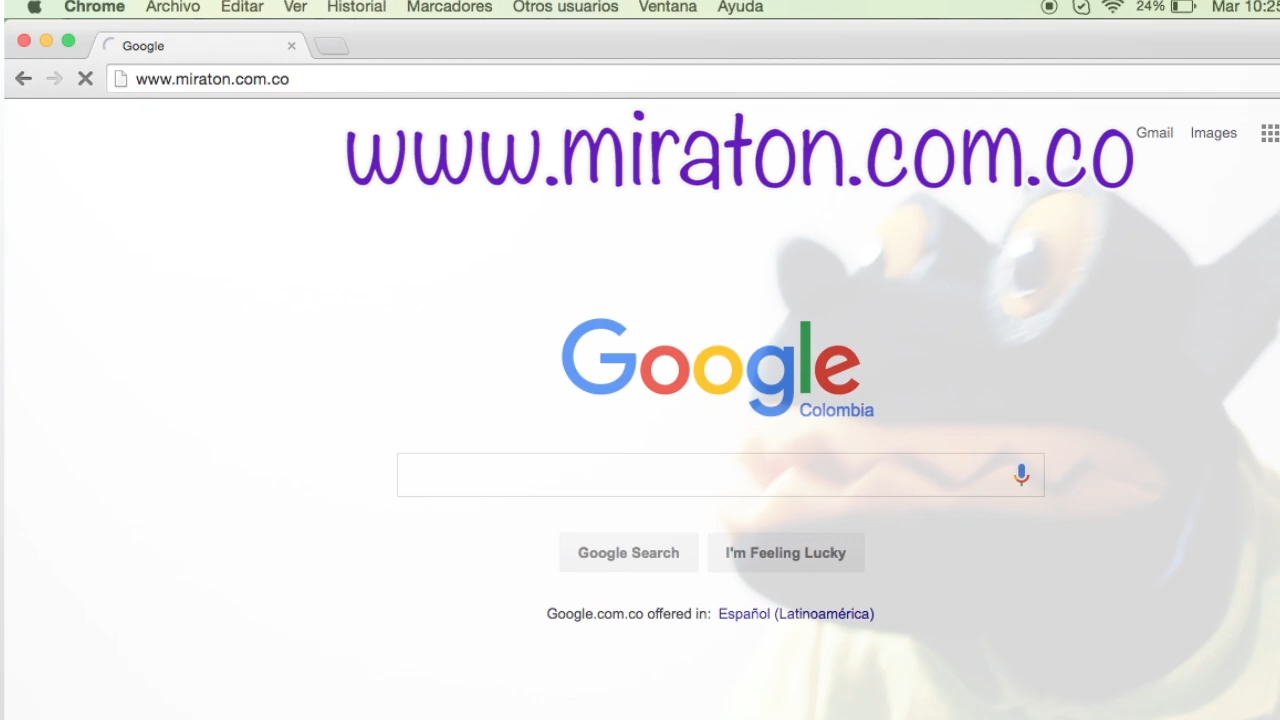 Chrome Archivo Editar Ver Historial Marcadores Otros usuarios Ventana Ayuda 24% Mar 10:25
Google
www.miraton.com.co
www.miraton.com.co
Gmail Images
Google
Colombia
Google Search I'm Feeling Lucky
Google.com.co offered in: Español (Latinoamérica)